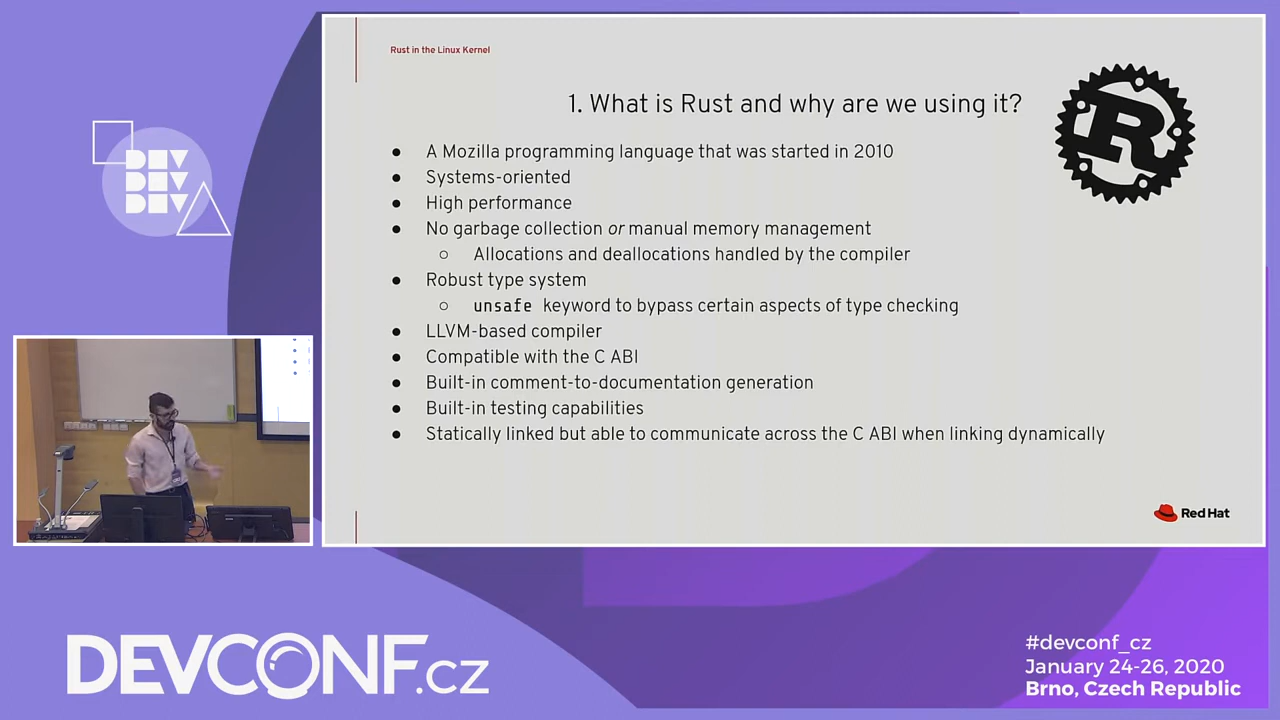 Rust in the Linux Kernel
1. What is Rust and why are we using it?
R
● A Mozilla programming language that was started in 2010
● Systems-oriented
● High performance
● No garbage collection or manual memory management
○ Allocations and deallocations handled by the compiler
● Robust type system
○ unsafe keyword to bypass certain aspects of type checking
● LLVM-based compiler
● Compatible with the C ABI
● Built-in comment-to-documentation generation
● Built-in testing capabilities
● Statically linked but able to communicate across the C ABI when linking dynamically
Red Hat
DEV
DEV
DEV
DEVCONF.cz
#devconf_cz
January 24-26, 2020
Brno, Czech Republic